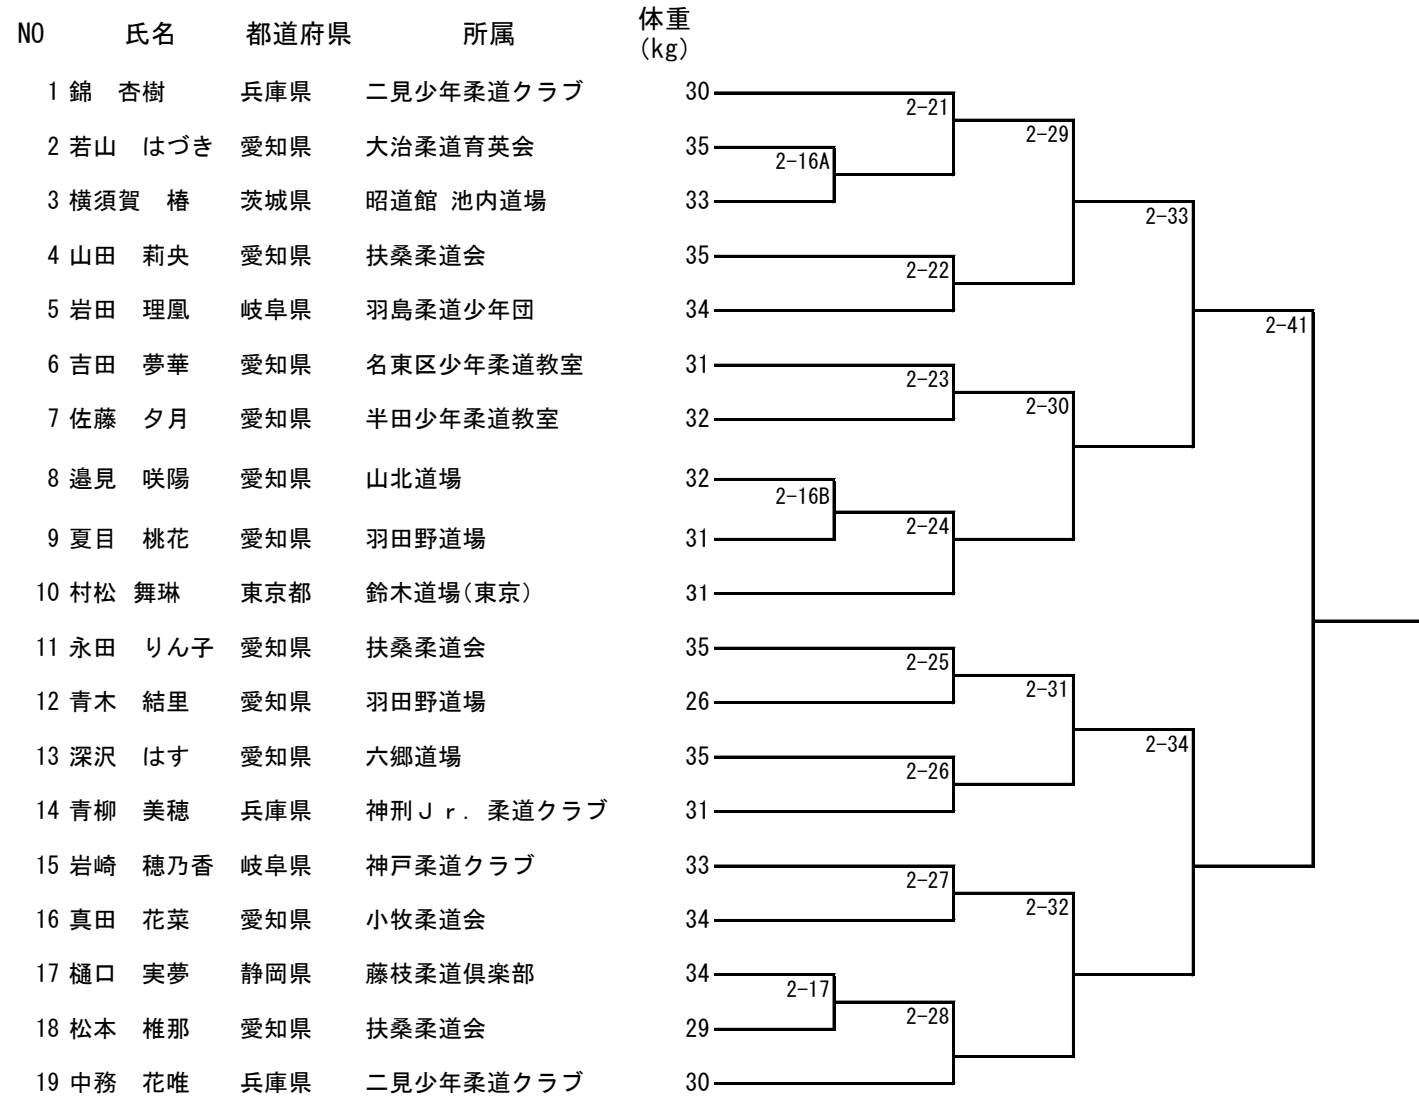 NO 氏名 都道府県 所属 体重
(kg)
1 錦 杏樹 兵庫県 二見少年柔道クラブ 30
2-21
2-29
2 若山 はづき 愛知県 大治柔道育英会 35
2-16A
3 横須賀 椿 茨城県 昭道館 池内道場 33
2-33
4 山田 莉央 愛知県 扶桑柔道会 35
2-22
5 岩田 理凰 岐阜県 羽島柔道少年団 34
2-41
6 吉田 夢華 愛知県 名東区少年柔道教室 31
2-23
2-30
7 佐藤 夕月 愛知県 半田少年柔道教室 32
8 邉見 咲陽 愛知県 山北道場 32
2-16B
2-24
9 夏目 桃花 愛知県 羽田野道場 31
10 村松 舞琳 東京都 鈴木道場(東京) 31
11 永田 りん子 愛知県 扶桑柔道会 35
2-25
2-31
12 青木 結里 愛知県 羽田野道場 26
2-34
13 深沢 はす 愛知県 六郷道場 35
2-26
14 青柳 美穂 兵庫県 神刑Jr.柔道クラブ 31
15 岩崎 穂乃香 岐阜県 神戸柔道クラブ 33
2-27
2-32
16 真田 花菜 愛知県 小牧柔道会 34
17 樋口 実夢 静岡県 藤枝柔道倶楽部 34
2-17
2-28
18 松本 椎那 愛知県 扶桑柔道会 29
19 中務 花唯 兵庫県 二見少年柔道クラブ 30